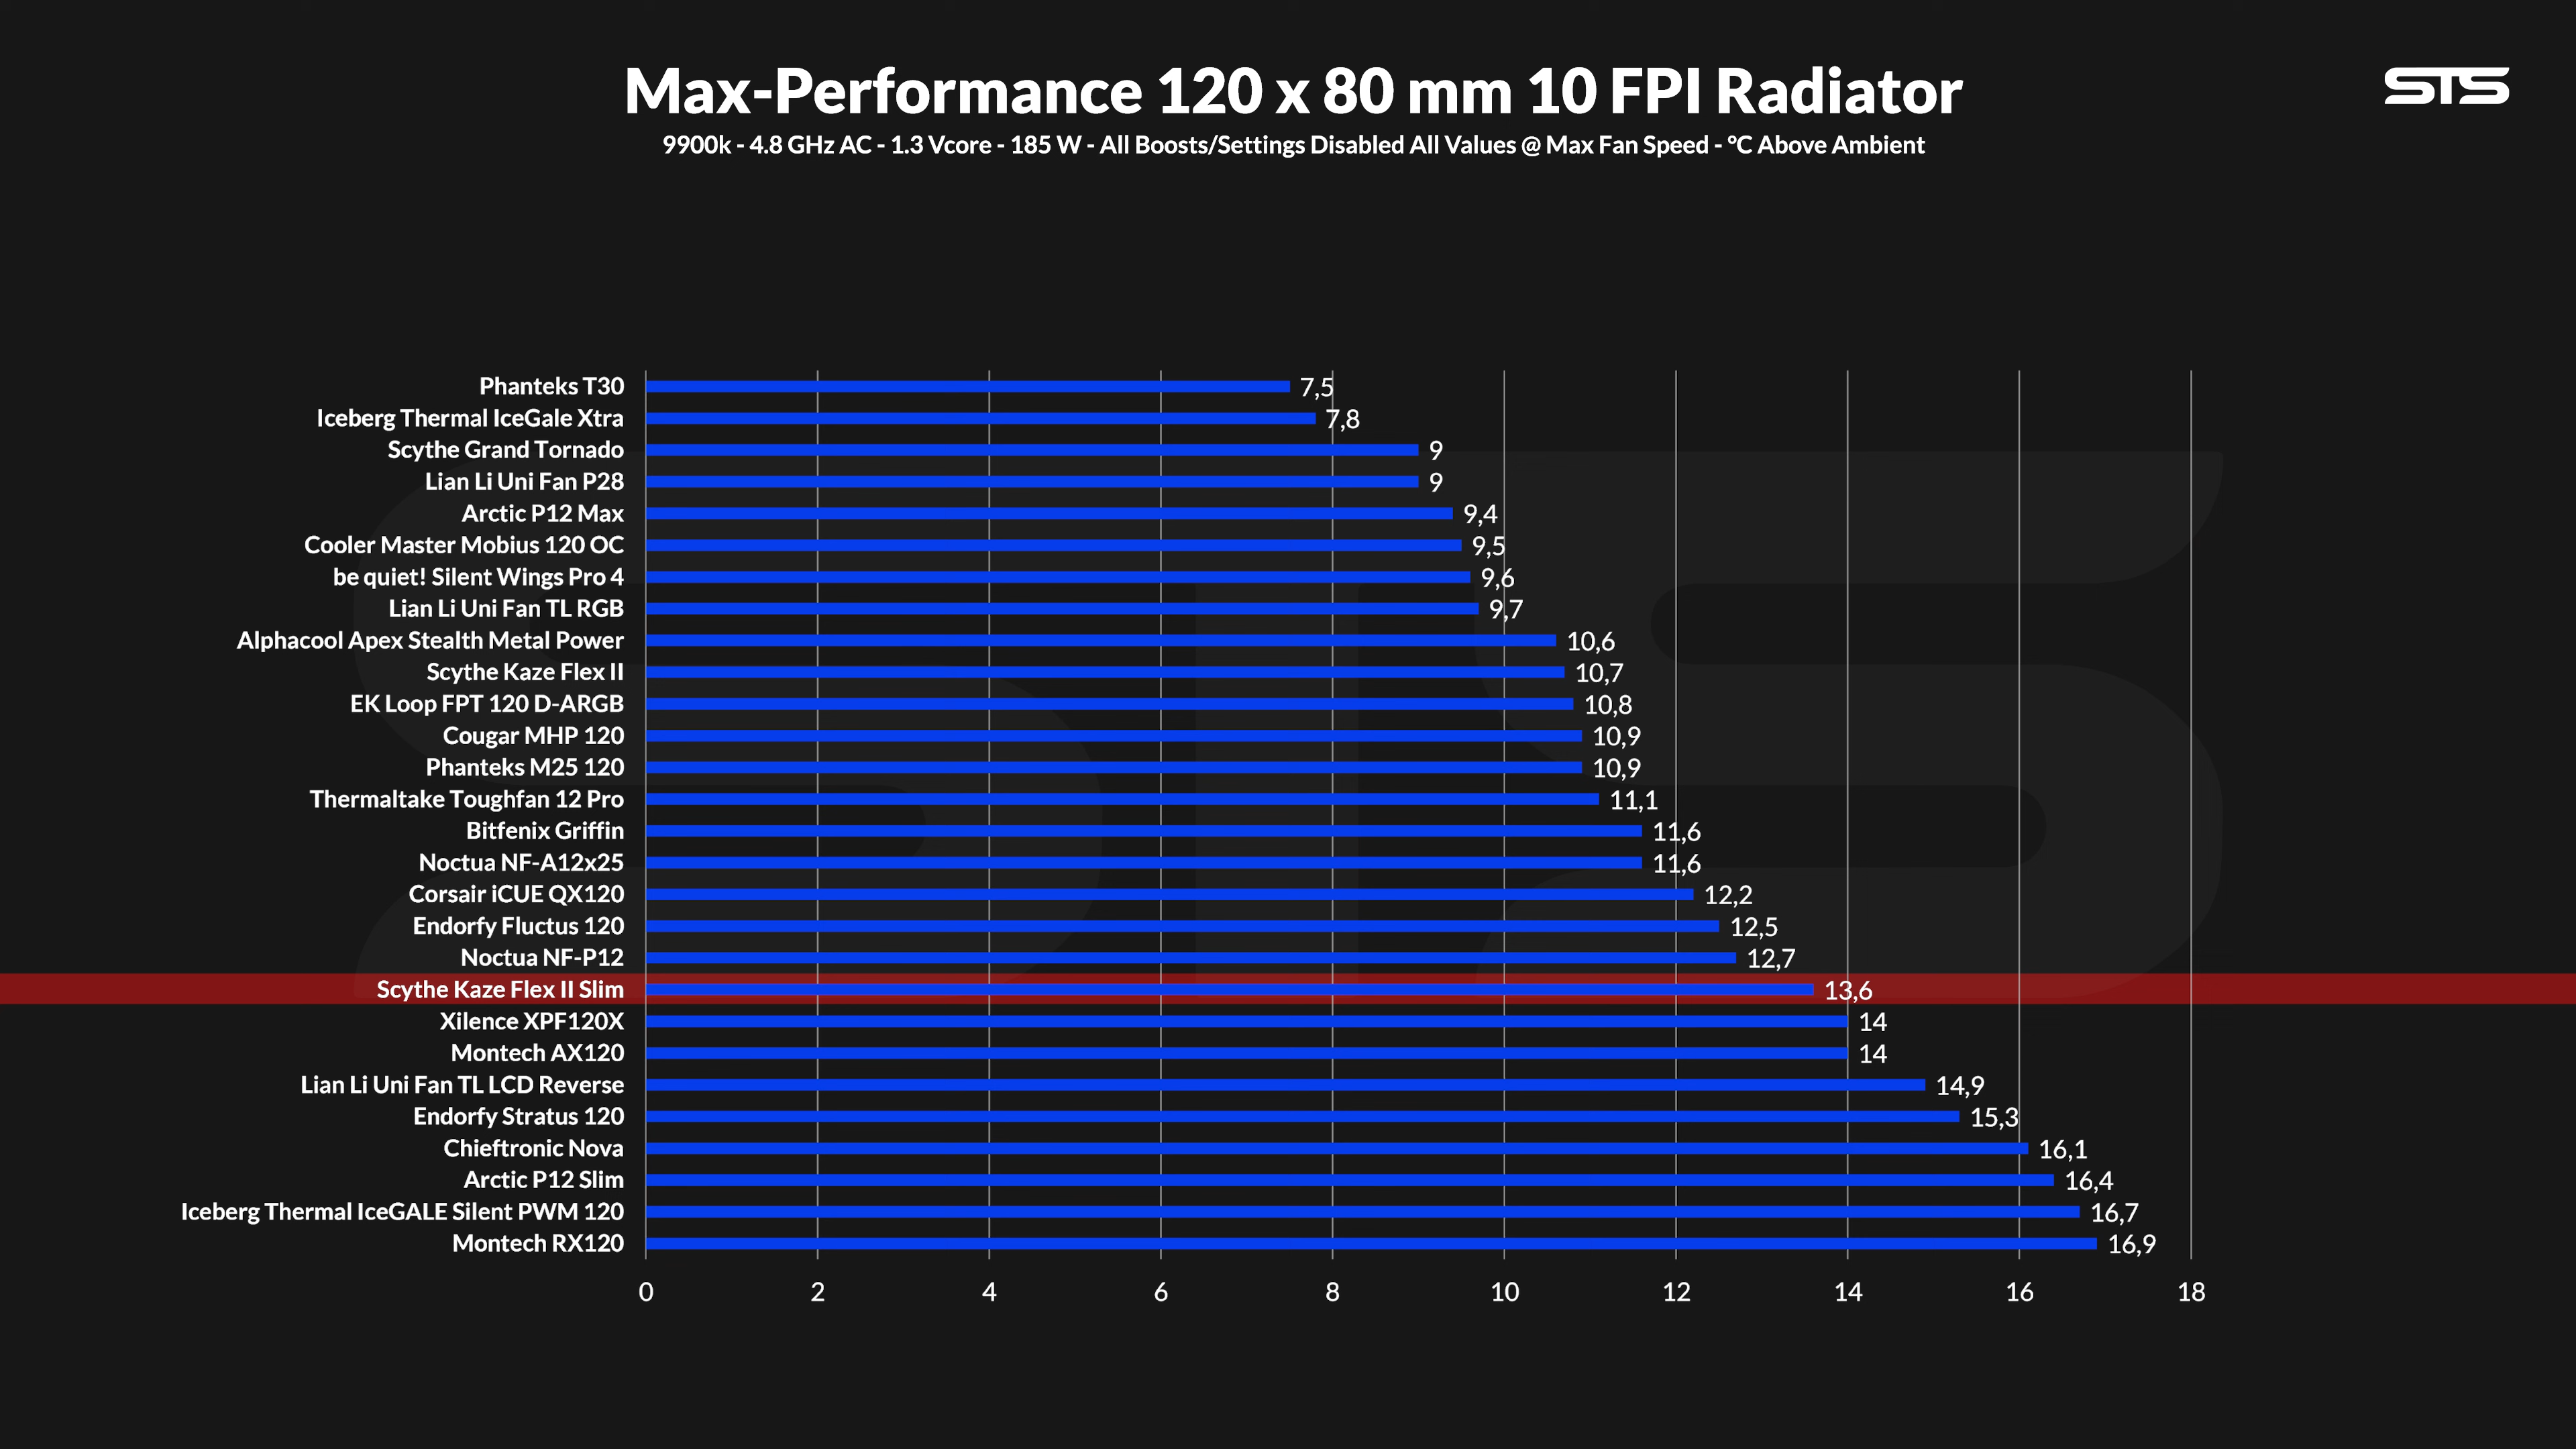 Max-Performance 120 x 80 mm 10 FPI Radiator
STS
9900k - 4.8 GHz AC - 1.3 Vcore - 185 W - All Boosts/Settings Disabled All Values @ Max Fan Speed - °C Above Ambient
Phanteks T30 7,5
Iceberg Thermal IceGale Xtra 7,8
Scythe Grand Tornado 9
Lian Li Uni Fan P28 9
Arctic P12 Max 9,4
Cooler Master Mobius 120 OC 9,5
be quiet! Silent Wings Pro 4 9,6
Lian Li Uni Fan TL RGB 9,7
Alphacool Apex Stealth Metal Power 10,6
Scythe Kaze Flex II 10,7
EK Loop FPT 120 D-ARGB 10,8
Cougar MHP 120 10,9
Phanteks M25 120 10,9
Thermaltake Toughfan 12 Pro 11,1
Bitfenix Griffin 11,6
Noctua NF-A12x25 11,6
Corsair iCUE QX120 12,2
Endorfy Fluctus 120 12,5
Noctua NF-P12 12,7
Scythe Kaze Flex II Slim 13,6
Xilence XPF120X 14
Montech AX120 14
Lian Li Uni Fan TL LCD Reverse 14,9
Endorfy Stratus 120 15,3
Chieftronic Nova 16,1
Arctic P12 Slim 16,4
Iceberg Thermal IceGALE Silent PWM 120 16,7
Montech RX120 16,9
0 2 4 6 8 10 12 14 16 18